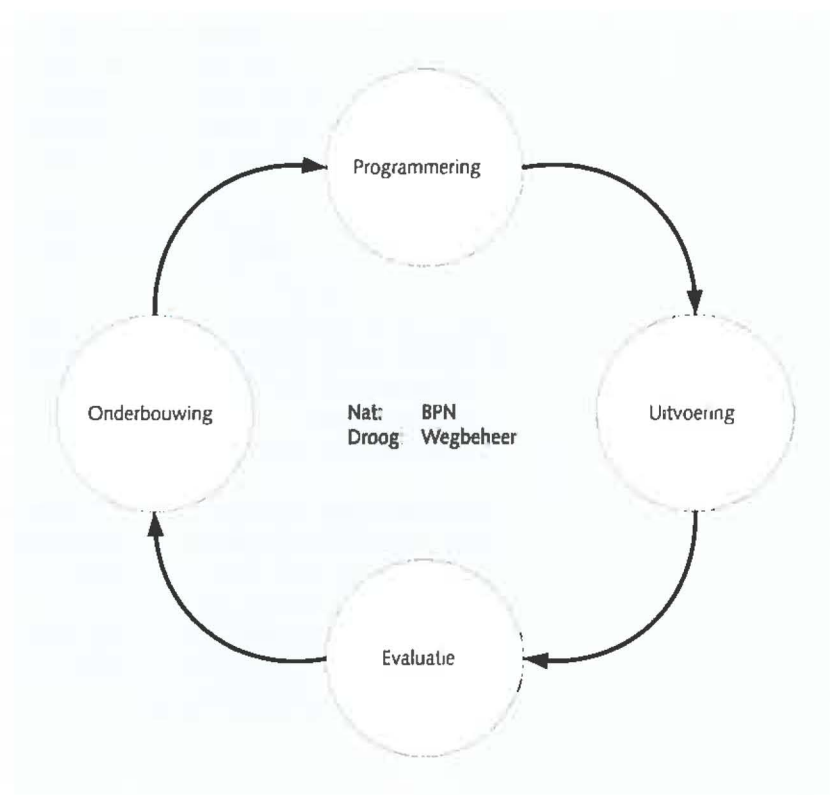 Programmering
Onderbouwing
Nat: BPN
Droog Wegbeheer
Uitvoering
Evaluatie